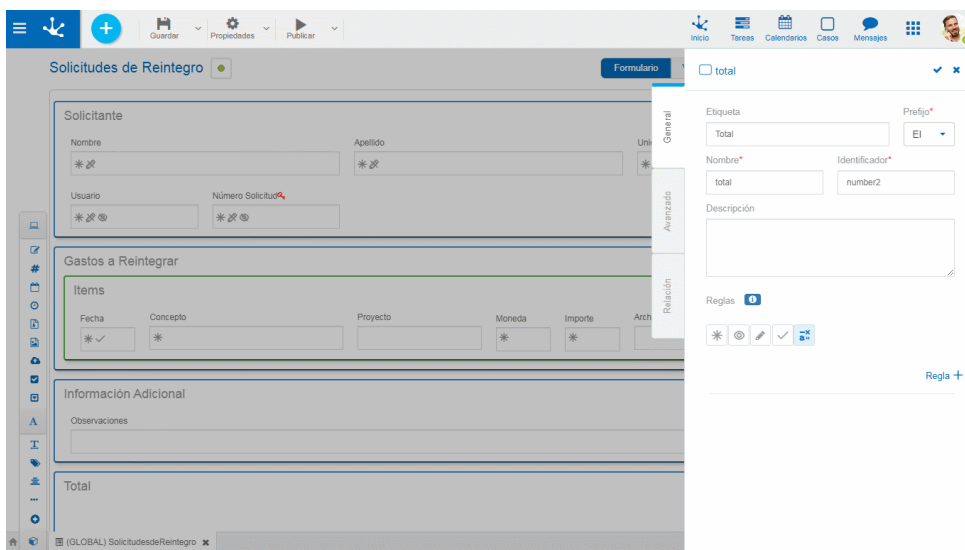 Guardar
Propiedades
Publicar
Inicio
Tareas
Calendarios
Casos
Mensajes
Solicitudes de Reintegro
Formulario
Solicitante
Nombre
Apellido
Usuario
Número Solicitud
Gastos a Reintegrar
Items
Fecha
Concepto
Proyecto
Moneda
Importe
Información Adicional
Observaciones
Total
(GLOBAL) SolicitudesdeReintegro
General
Avanzado
Relación
total
Etiqueta
Prefijo*
Total
El
Nombre*
Identificador*
total
number2
Descripción
Reglas
Regla